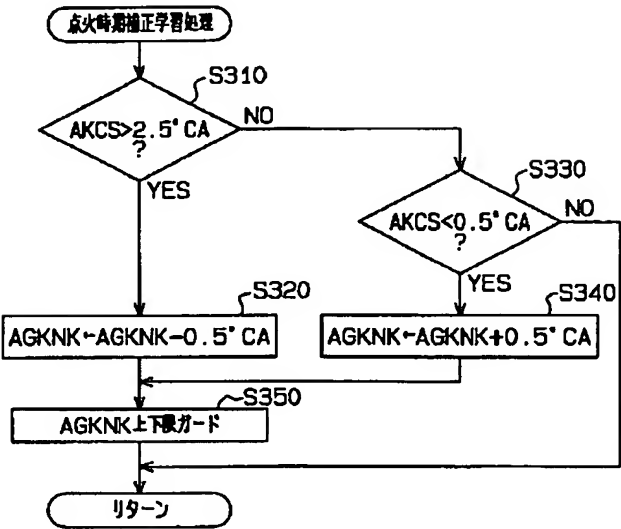 点火時期補正学習処理
S310
AKCS>2.5°CA
?
NO
YES
S330
AKCS<0.5°CA
?
NO
YES
S320
AGKNK←AGKNK-0.5°CA
S340
AGKNK←AGKNK+0.5°CA
S350
AGKNK上下限ガード
リターン